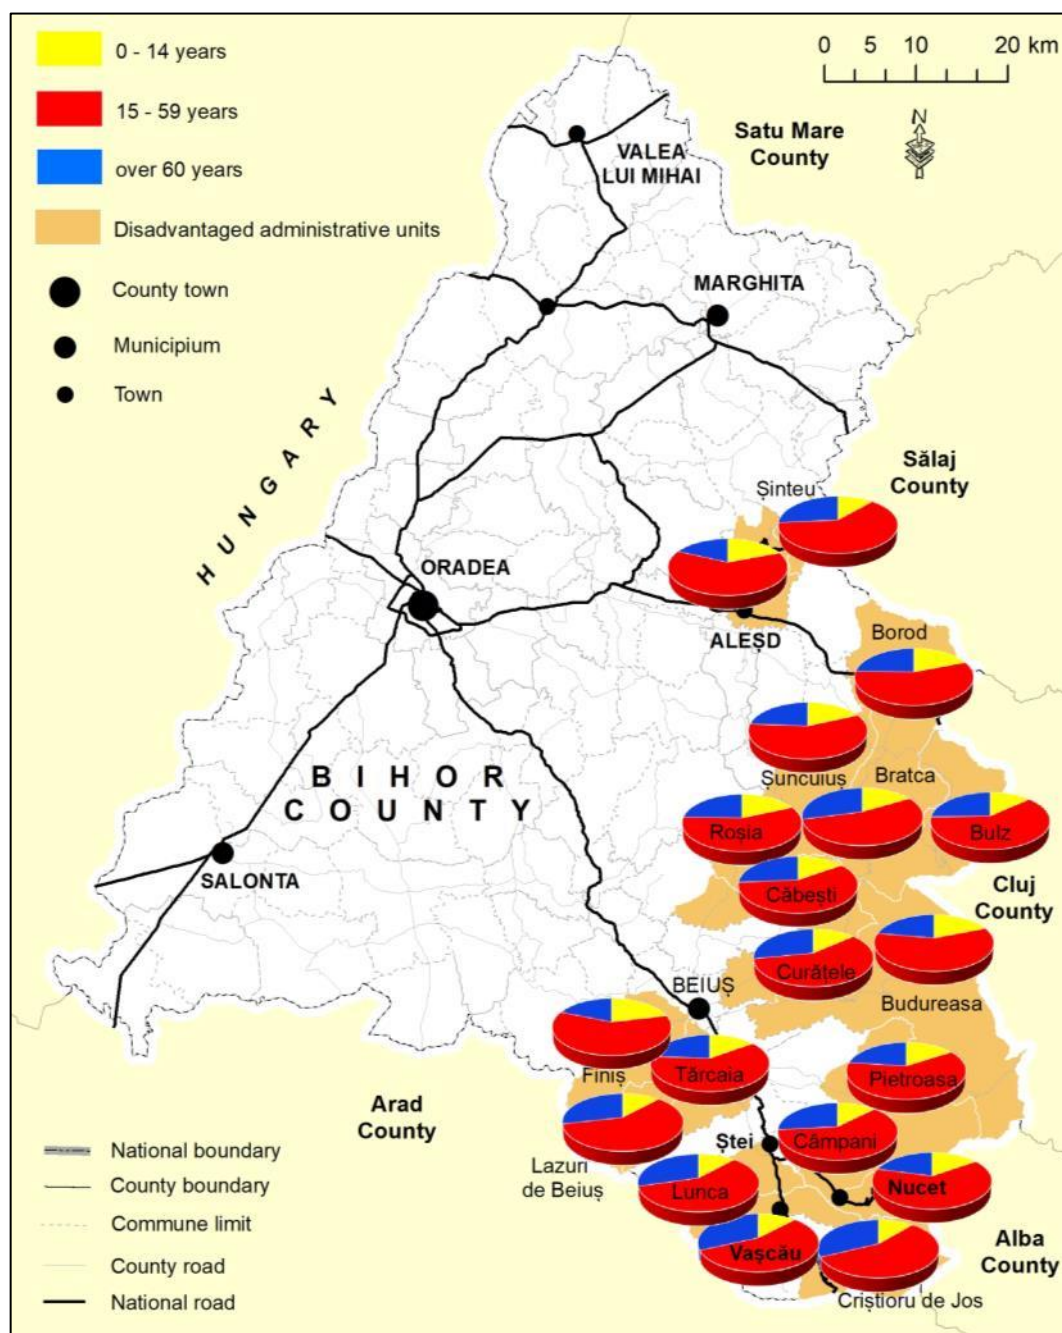 0 - 14 years
15 - 59 years
over 60 years
Disadvantaged administrative units
County town
Municipium
Town
0 5 10 20 km
N
Satu Mare
County
VALEA
LUI MIHAI
MARGHITA
HUNGARY
Sălaj
County
Șinteu
ORADEA
ALEȘD
Borod
BIHOR
COUNTY
Șuncuiuș
Bratca
Roșia
Bulz
SALONTA
Căbești
Cluj
County
Curățele
BEIUȘ
Budureasa
Finiș
Tărcaia
Pietroasa
Arad
County
Ștei
Câmpani
Lazuri
de Beiuș
Lunca
Nucet
Vașcău
Alba
County
Criștioru de Jos
National boundary
County boundary
Commune limit
County road
National road